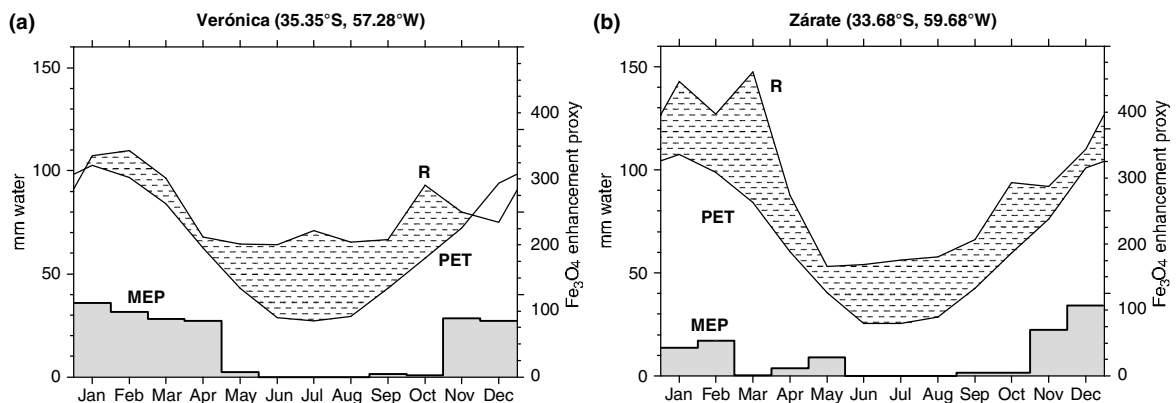 (a) Verónica (35.35°S, 57.28°W)
150
100
50
0
mm water
R
PET
MEP
400
300
200
100
0
Fe₃O₄ enhancement proxy
Jan Feb Mar Apr May Jun Jul Aug Sep Oct Nov Dec
(b) Zárate (33.68°S, 59.68°W)
150
100
50
0
mm water
R
PET
MEP
400
300
200
100
0
Fe₃O₄ enhancement proxy
Jan Feb Mar Apr May Jun Jul Aug Sep Oct Nov Dec